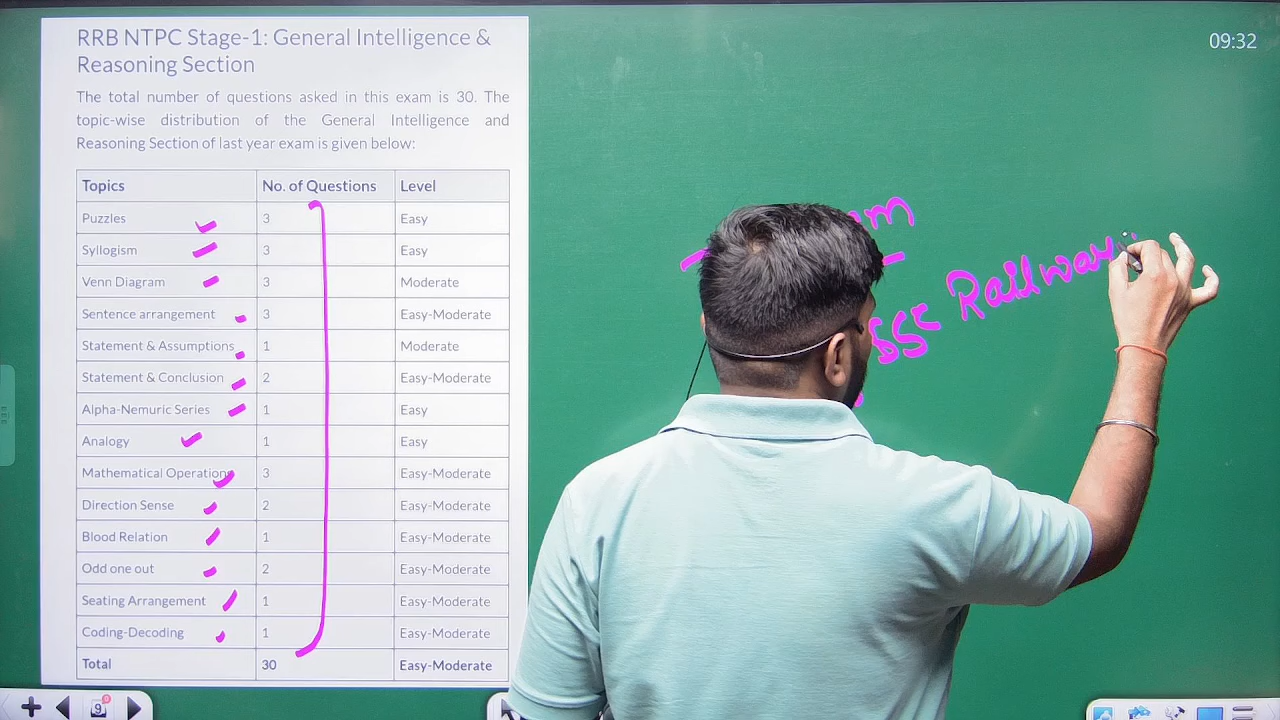 RRB NTPC Stage-1: General Intelligence &
Reasoning Section
The total number of questions asked in this exam is 30. The
topic-wise distribution of the General Intelligence and
Reasoning Section of last year exam is given below:
Topics No. of Questions Level
Puzzles 3 Easy
Syllogism 3 Easy
Venn Diagram 3 Moderate
Sentence arrangement 3 Easy-Moderate
Statement & Assumptions 1 Moderate
Statement & Conclusion 2 Easy-Moderate
Alpha-Nemuric Series 1 Easy
Analogy 1 Easy
Mathematical Operations 3 Easy-Moderate
Direction Sense 2 Easy-Moderate
Blood Relation 1 Easy-Moderate
Odd one out 2 Easy-Moderate
Seating Arrangement 1 Easy-Moderate
Coding-Decoding 1 Easy-Moderate
Total 30 Easy-Moderate
09:32
SSC Railway
9